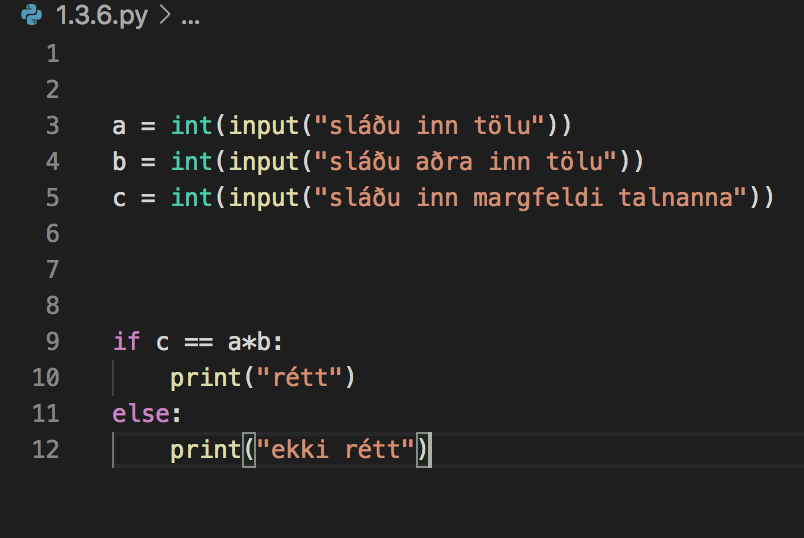 1.3.6.py > ...
1
2
3 a = int(input("sláðu inn tölu"))
4 b = int(input("sláðu aðra inn tölu"))
5 c = int(input("sláðu inn margfeldi talnanna"))
6
7
8
9 if c == a*b:
10     print("rétt")
11 else:
12     print("ekki rétt")